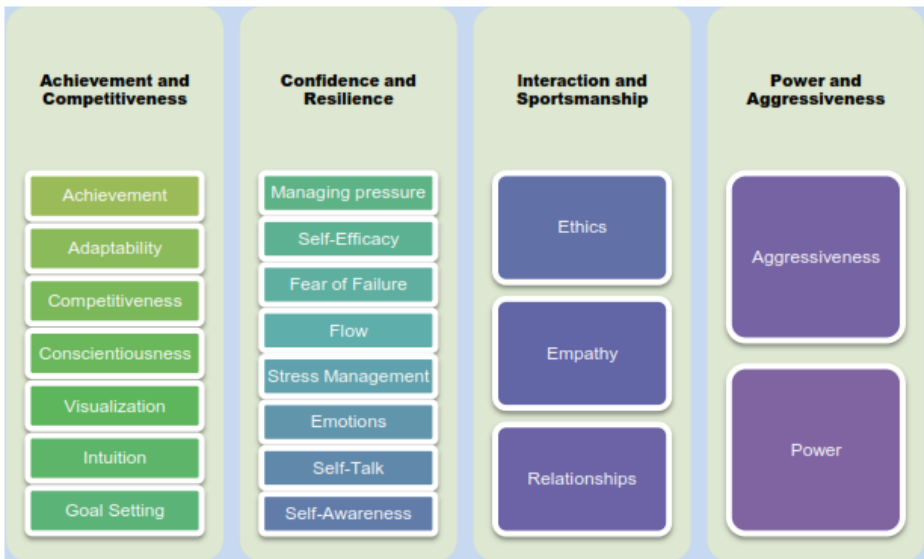 Achievement and
Competitiveness
Achievement
Adaptability
Competitiveness
Conscientiousness
Visualization
Intuition
Goal Setting
Confidence and
Resilience
Managing pressure
Self-Efficacy
Fear of Failure
Flow
Stress Management
Emotions
Self-Talk
Self-Awareness
Interaction and
Sportsmanship
Ethics
Empathy
Relationships
Power and
Aggressiveness
Aggressiveness
Power